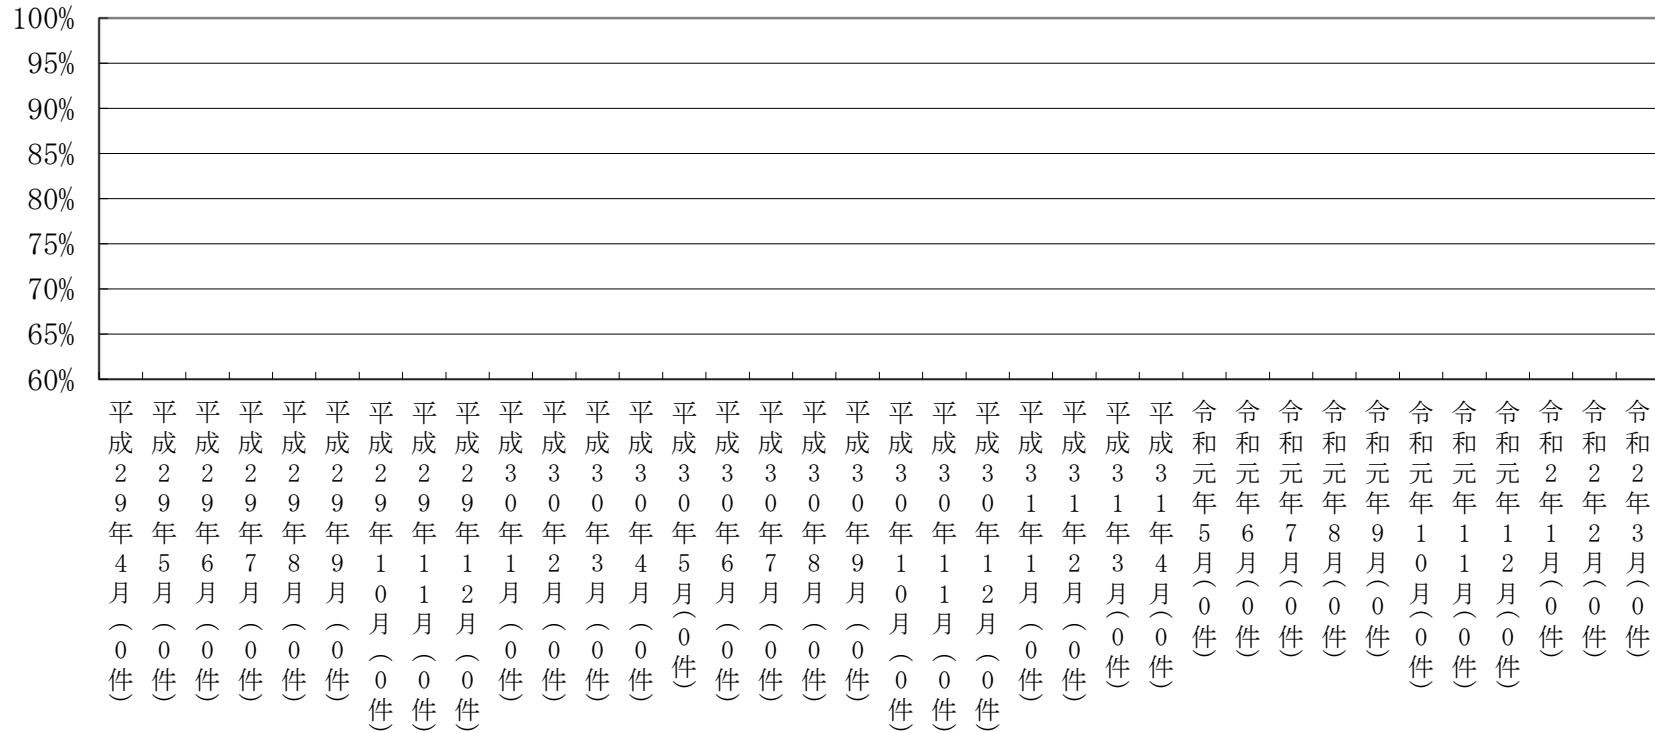 100%
95%
90%
85%
80%
75%
70%
65%
60%
平成29年4月(0件)
平成29年5月(0件)
平成29年6月(0件)
平成29年7月(0件)
平成29年8月(0件)
平成29年9月(0件)
平成29年10月(0件)
平成29年11月(0件)
平成29年12月(0件)
平成30年1月(0件)
平成30年2月(0件)
平成30年3月(0件)
平成30年4月(0件)
平成30年5月(0件)
平成30年6月(0件)
平成30年7月(0件)
平成30年8月(0件)
平成30年9月(0件)
平成30年10月(0件)
平成30年11月(0件)
平成30年12月(0件)
平成31年1月(0件)
平成31年2月(0件)
平成31年3月(0件)
平成31年4月(0件)
令和元年5月(0件)
令和元年6月(0件)
令和元年7月(0件)
令和元年8月(0件)
令和元年9月(0件)
令和元年10月(0件)
令和元年11月(0件)
令和元年12月(0件)
令和2年1月(0件)
令和2年2月(0件)
令和2年3月(0件)